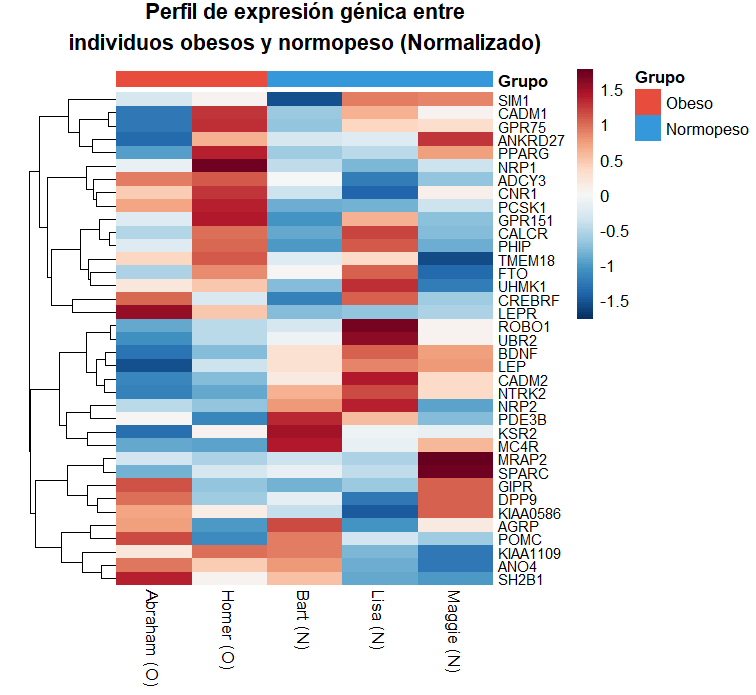 Perfil de expresión génica entre
individuos obesos y normopeso (Normalizado)
Grupo
SIM1
CADM1
GPR75
ANKRD27
PPARG
NRP1
ADCY3
CNR1
PCSK1
GPR151
CALCR
PHIP
TMEM18
FTO
UHMK1
CREBRF
LEPR
ROBO1
UBR2
BDNF
LEP
CADM2
NTRK2
NRP2
PDE3B
KSR2
MC4R
MRAP2
SPARC
GIPR
DPP9
KIAA0586
AGRP
POMC
KIAA1109
ANO4
SH2B1
Abraham (O)
Homer (O)
Bart (N)
Lisa (N)
Maggie (N)
1.5
1
0.5
0
-0.5
-1
-1.5
Grupo
Obeso
Normopeso